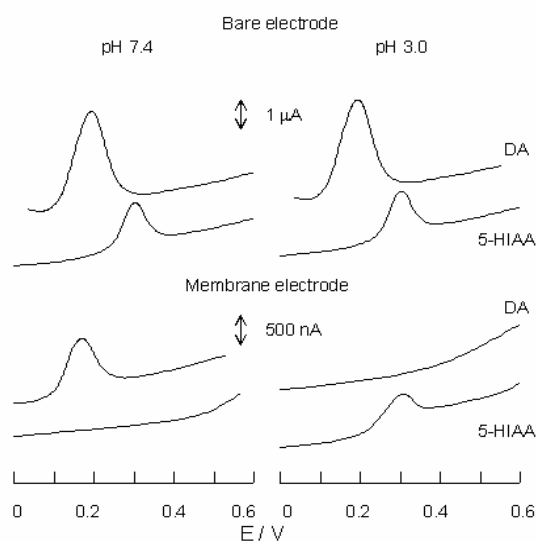 Bare electrode
pH 7.4
pH 3.0
1 μA
DA
5-HIAA
Membrane electrode
500 nA
DA
5-HIAA
0 0.2 0.4 0.6 0 0.2 0.4 0.6
E / V